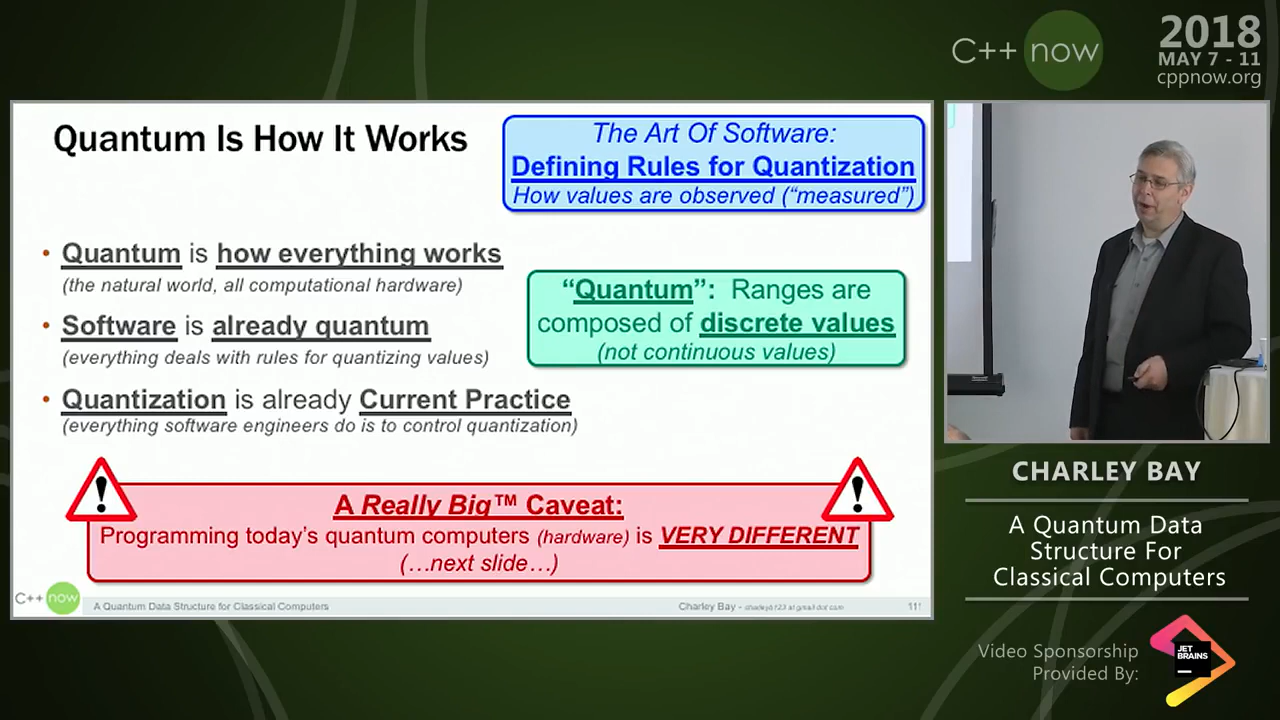 C++ now
2018
MAY 7 - 11
cppnow.org
Quantum Is How It Works
The Art Of Software:
Defining Rules for Quantization
How values are observed (“measured”)
• Quantum is how everything works
(the natural world, all computational hardware)
• Software is already quantum
(everything deals with rules for quantizing values)
• Quantization is already Current Practice
(everything software engineers do is to control quantization)
“Quantum”: Ranges are
composed of discrete values
(not continuous values)
A Really Big™ Caveat:
Programming today’s quantum computers (hardware) is VERY DIFFERENT
(…next slide…)
C++ now
A Quantum Data Structure for Classical Computers
Charley Bay -
CHARLEY BAY
A Quantum Data
Structure For
Classical Computers
Video Sponsorship
Provided By:
JET
BRAINS